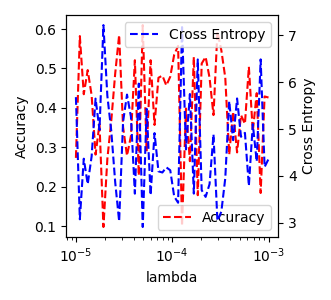 Accuracy
0.6
0.5
0.4
0.3
0.2
0.1
Cross Entropy
Accuracy
7
6
5
4
3
Cross Entropy
10⁻⁵
10⁻⁴
10⁻³
lambda